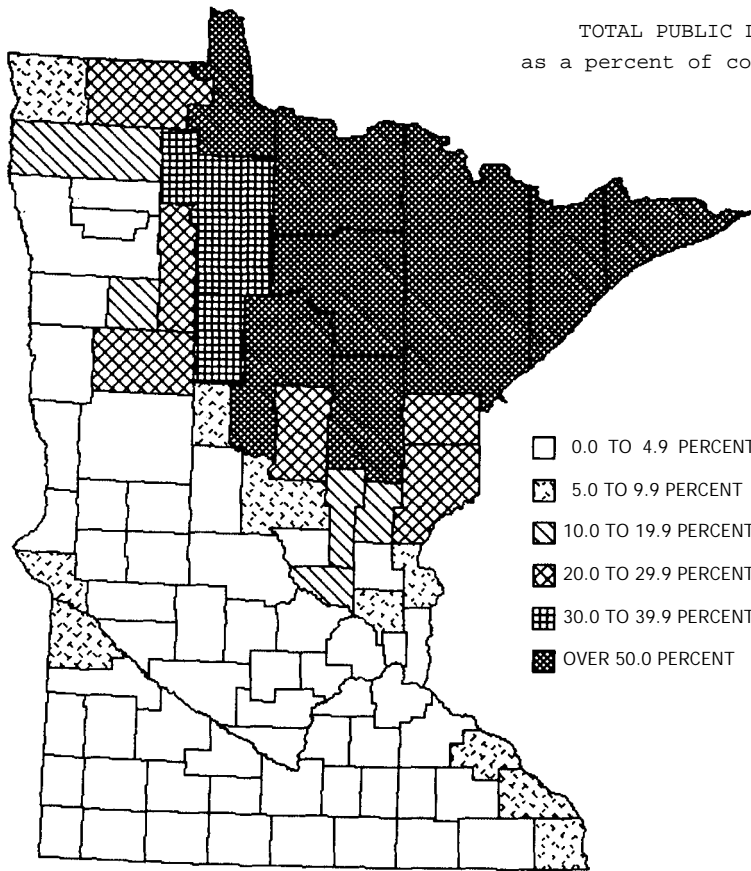 TOTAL PUBLIC
as a percent of
0.0 TO 4.9 PERCENT
5.0 TO 9.9 PERCENT
10.0 TO 19.9 PERCENT
20.0 TO 29.9 PERCENT
30.0 TO 39.9 PERCENT
OVER 50.0 PERCENT